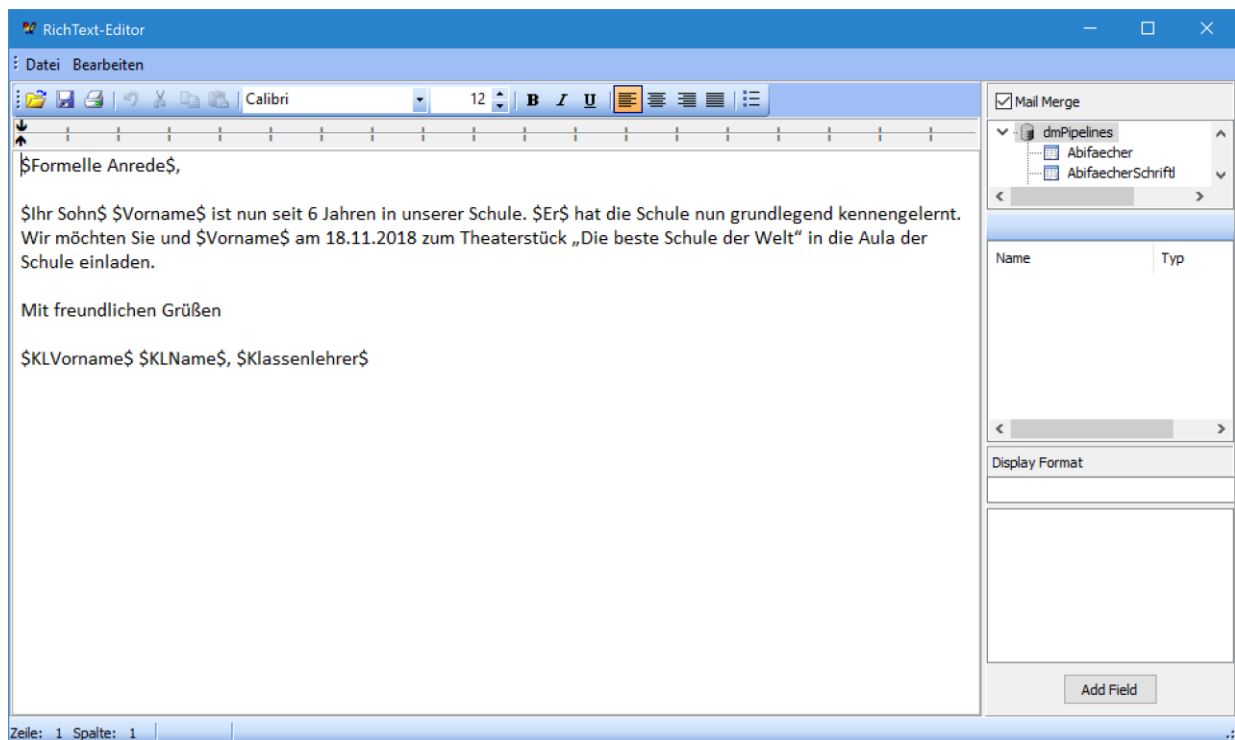 RichText-Editor
Datei Bearbeiten
Calibri 12 B I U
Mail Merge
dmPipelines
Abifaecher
AbifaecherSchriftl
$Formelle Anrede$,
$Ihr Sohn$ $Vorname$ ist nun seit 6 Jahren in unserer Schule. $Er$ hat die Schule nun grundlegend kennengelernt.
Wir möchten Sie und $Vorname$ am 18.11.2018 zum Theaterstück „Die beste Schule der Welt“ in die Aula der
Schule einladen.
Mit freundlichen Grüßen
$KLVorname$ $KLName$, $Klassenlehrer$
Name Typ
Display Format
Add Field
Zeile: 1 Spalte: 1